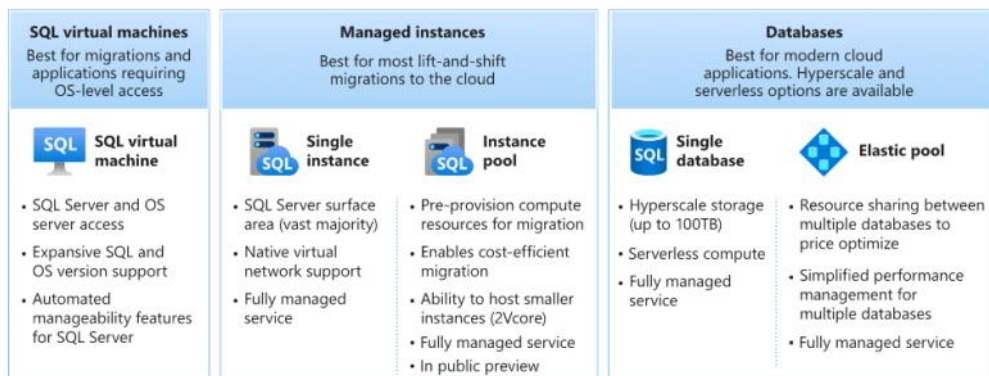 SQL virtual machines
Best for migrations and
applications requiring
OS-level access
SQL
SQL virtual
machine
• SQL Server and OS
server access
• Expansive SQL and
OS version support
• Automated
manageability features
for SQL Server
Managed instances
Best for most lift-and-shift
migrations to the cloud
SQL
Single
instance
• SQL Server surface
area (vast majority)
• Native virtual
network support
• Fully managed
service
SQL
Instance
pool
• Pre-provision compute
resources for migration
• Enables cost-efficient
migration
• Ability to host smaller
instances (2Vcore)
• Fully managed service
• In public preview
Databases
Best for modern cloud
applications. Hyperscale and
serverless options are available
SQL
Single
database
• Hyperscale storage
(up to 100TB)
• Serverless compute
• Fully managed
service
Elastic pool
• Resource sharing between
multiple databases to
price optimize
• Simplified performance
management for
multiple databases
• Fully managed service